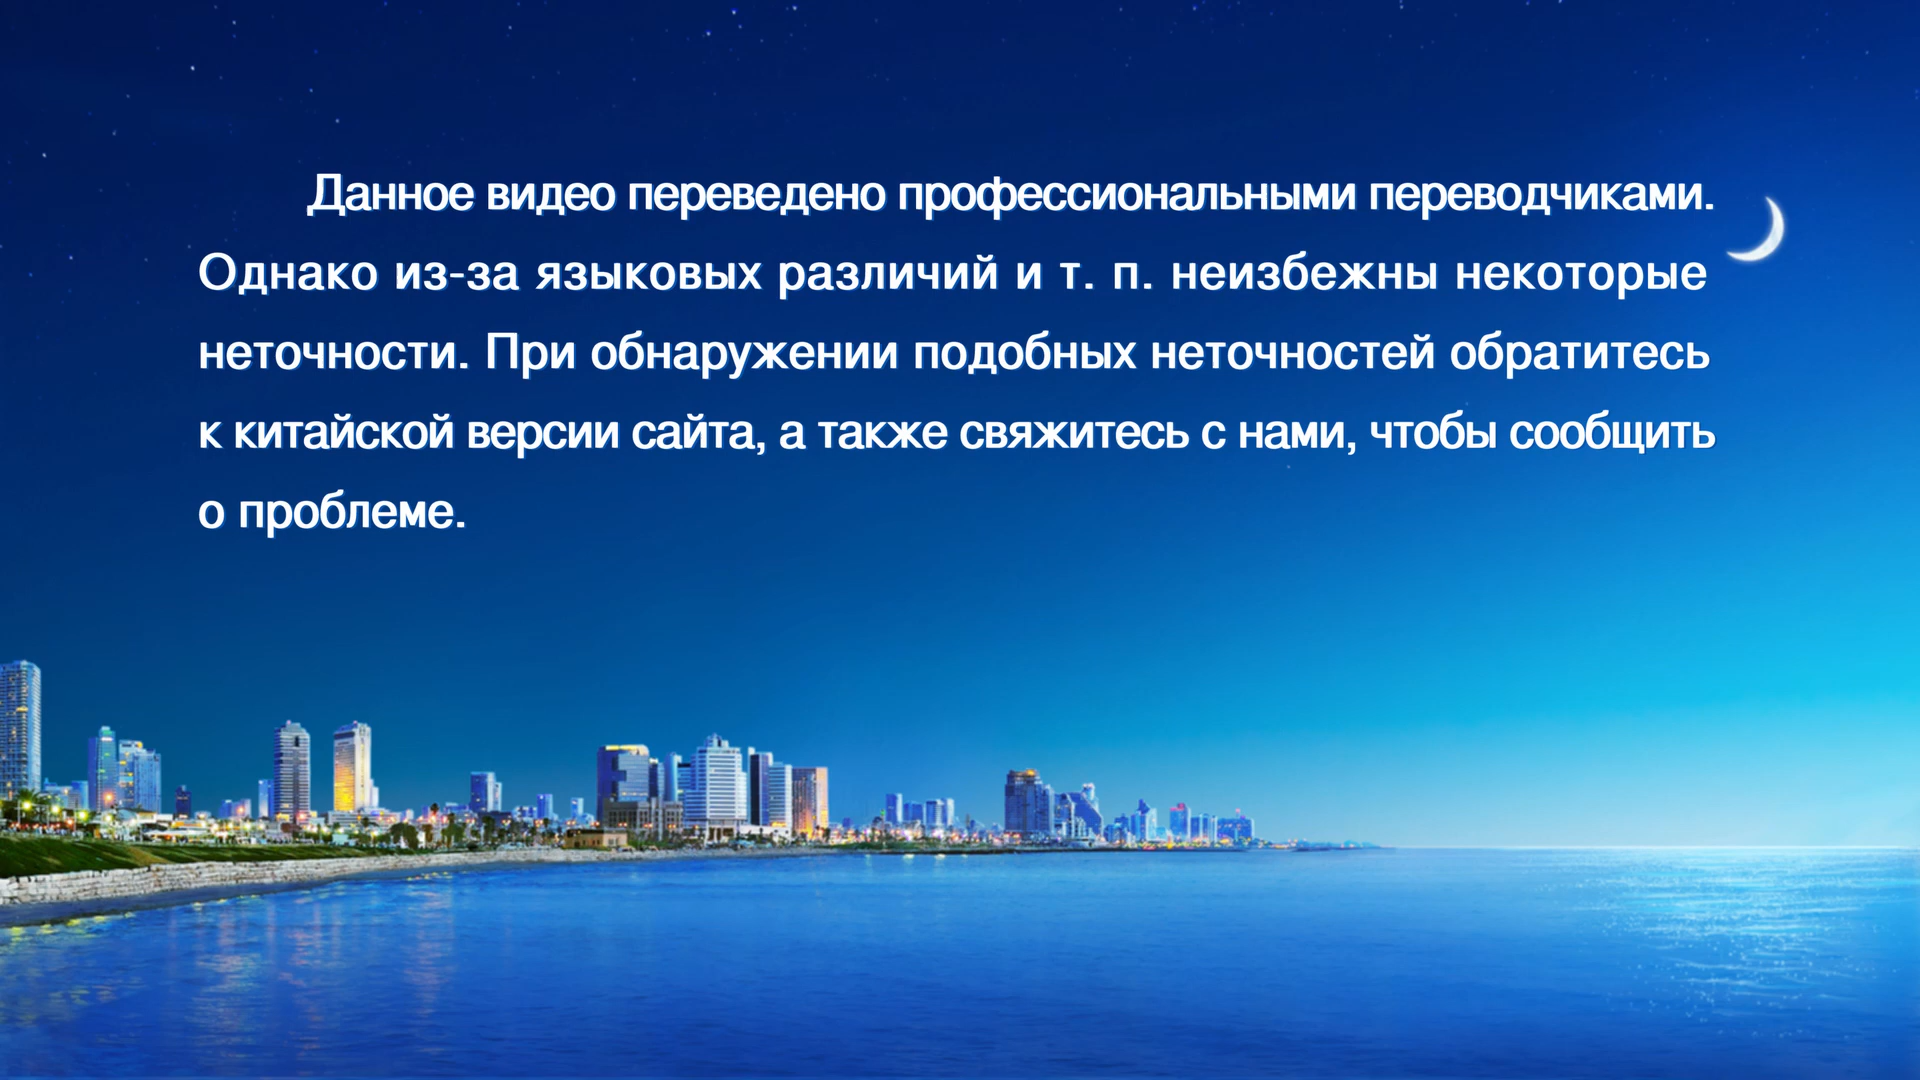 Данное видео переведено профессиональными переводчиками.
Однако из-за языковых различий и т. п. неизбежны некоторые
неточности. При обнаружении подобных неточностей обратитесь
к китайской версии сайта, а также свяжитесь с нами, чтобы сообщить
о проблеме.